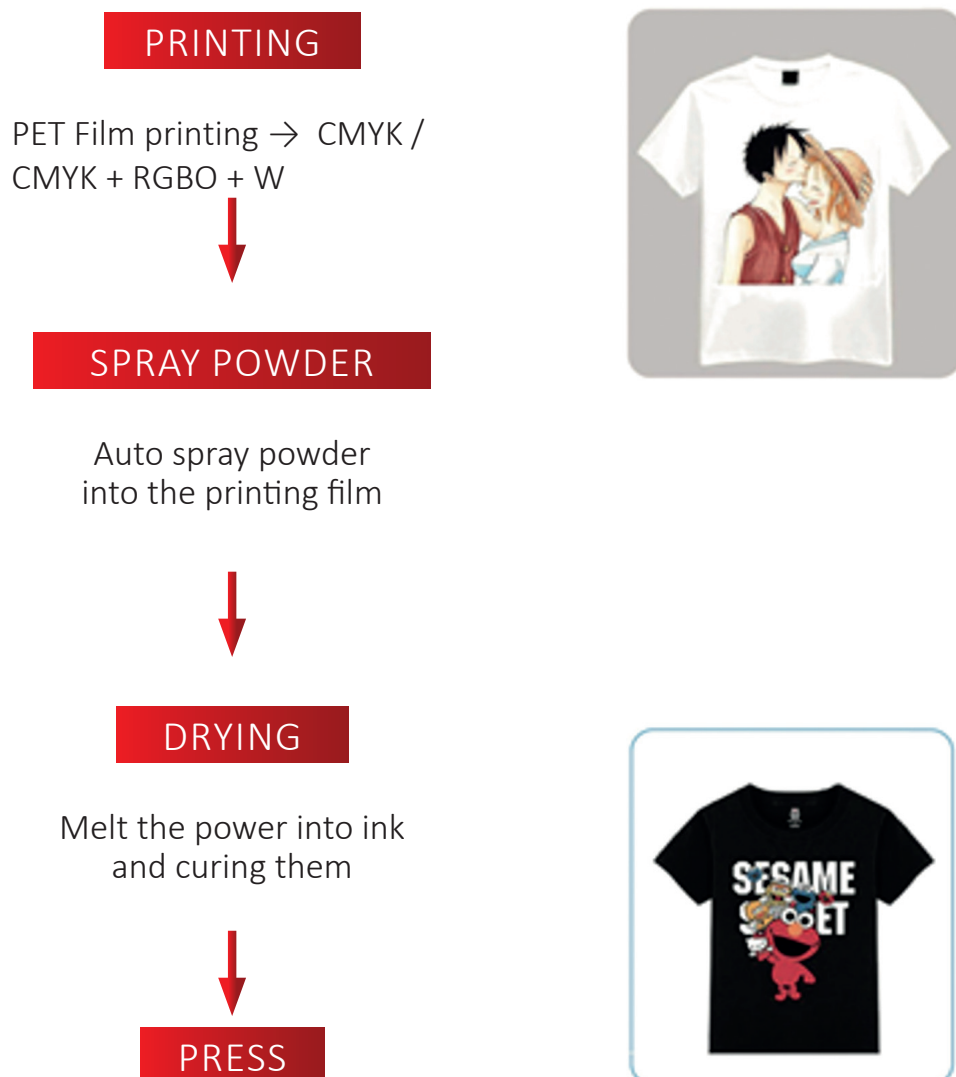 PRINTING
PET Film printing → CMYK /
CMYK + RGBO + W
SPRAY POWDER
Auto spray powder
into the printing film
DRYING
Melt the power into ink
and curing them
SESAME
PRESS